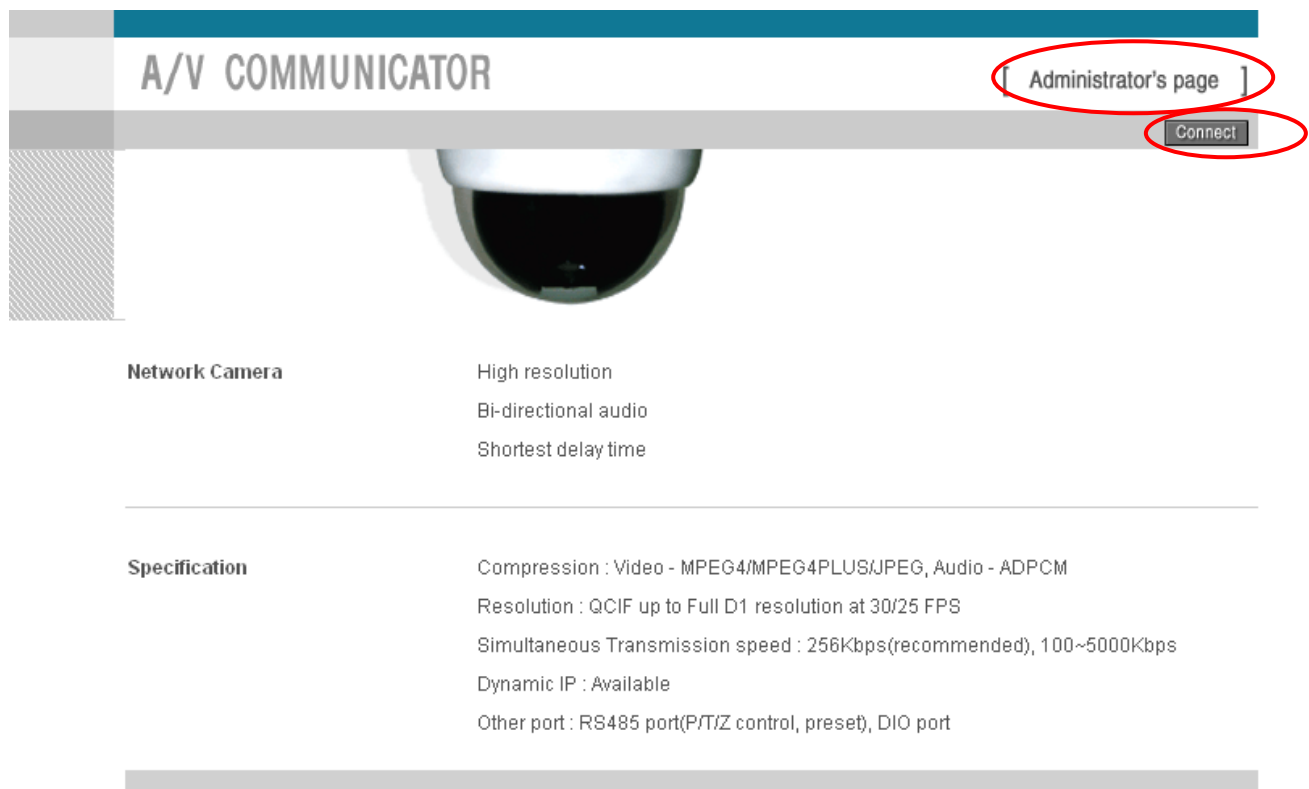 A/V COMMUNICATOR
[ Administrator's page ]
Connect
Network Camera
High resolution
Bi-directional audio
Shortest delay time
Specification
Compression : Video - MPEG4/MPEG4PLUS/JPEG, Audio - ADPCM
Resolution : QCIF up to Full D1 resolution at 30/25 FPS
Simultaneous Transmission speed : 256Kbps(recommended), 100~5000Kbps
Dynamic IP : Available
Other port : RS485 port(P/T/Z control, preset), DIO port